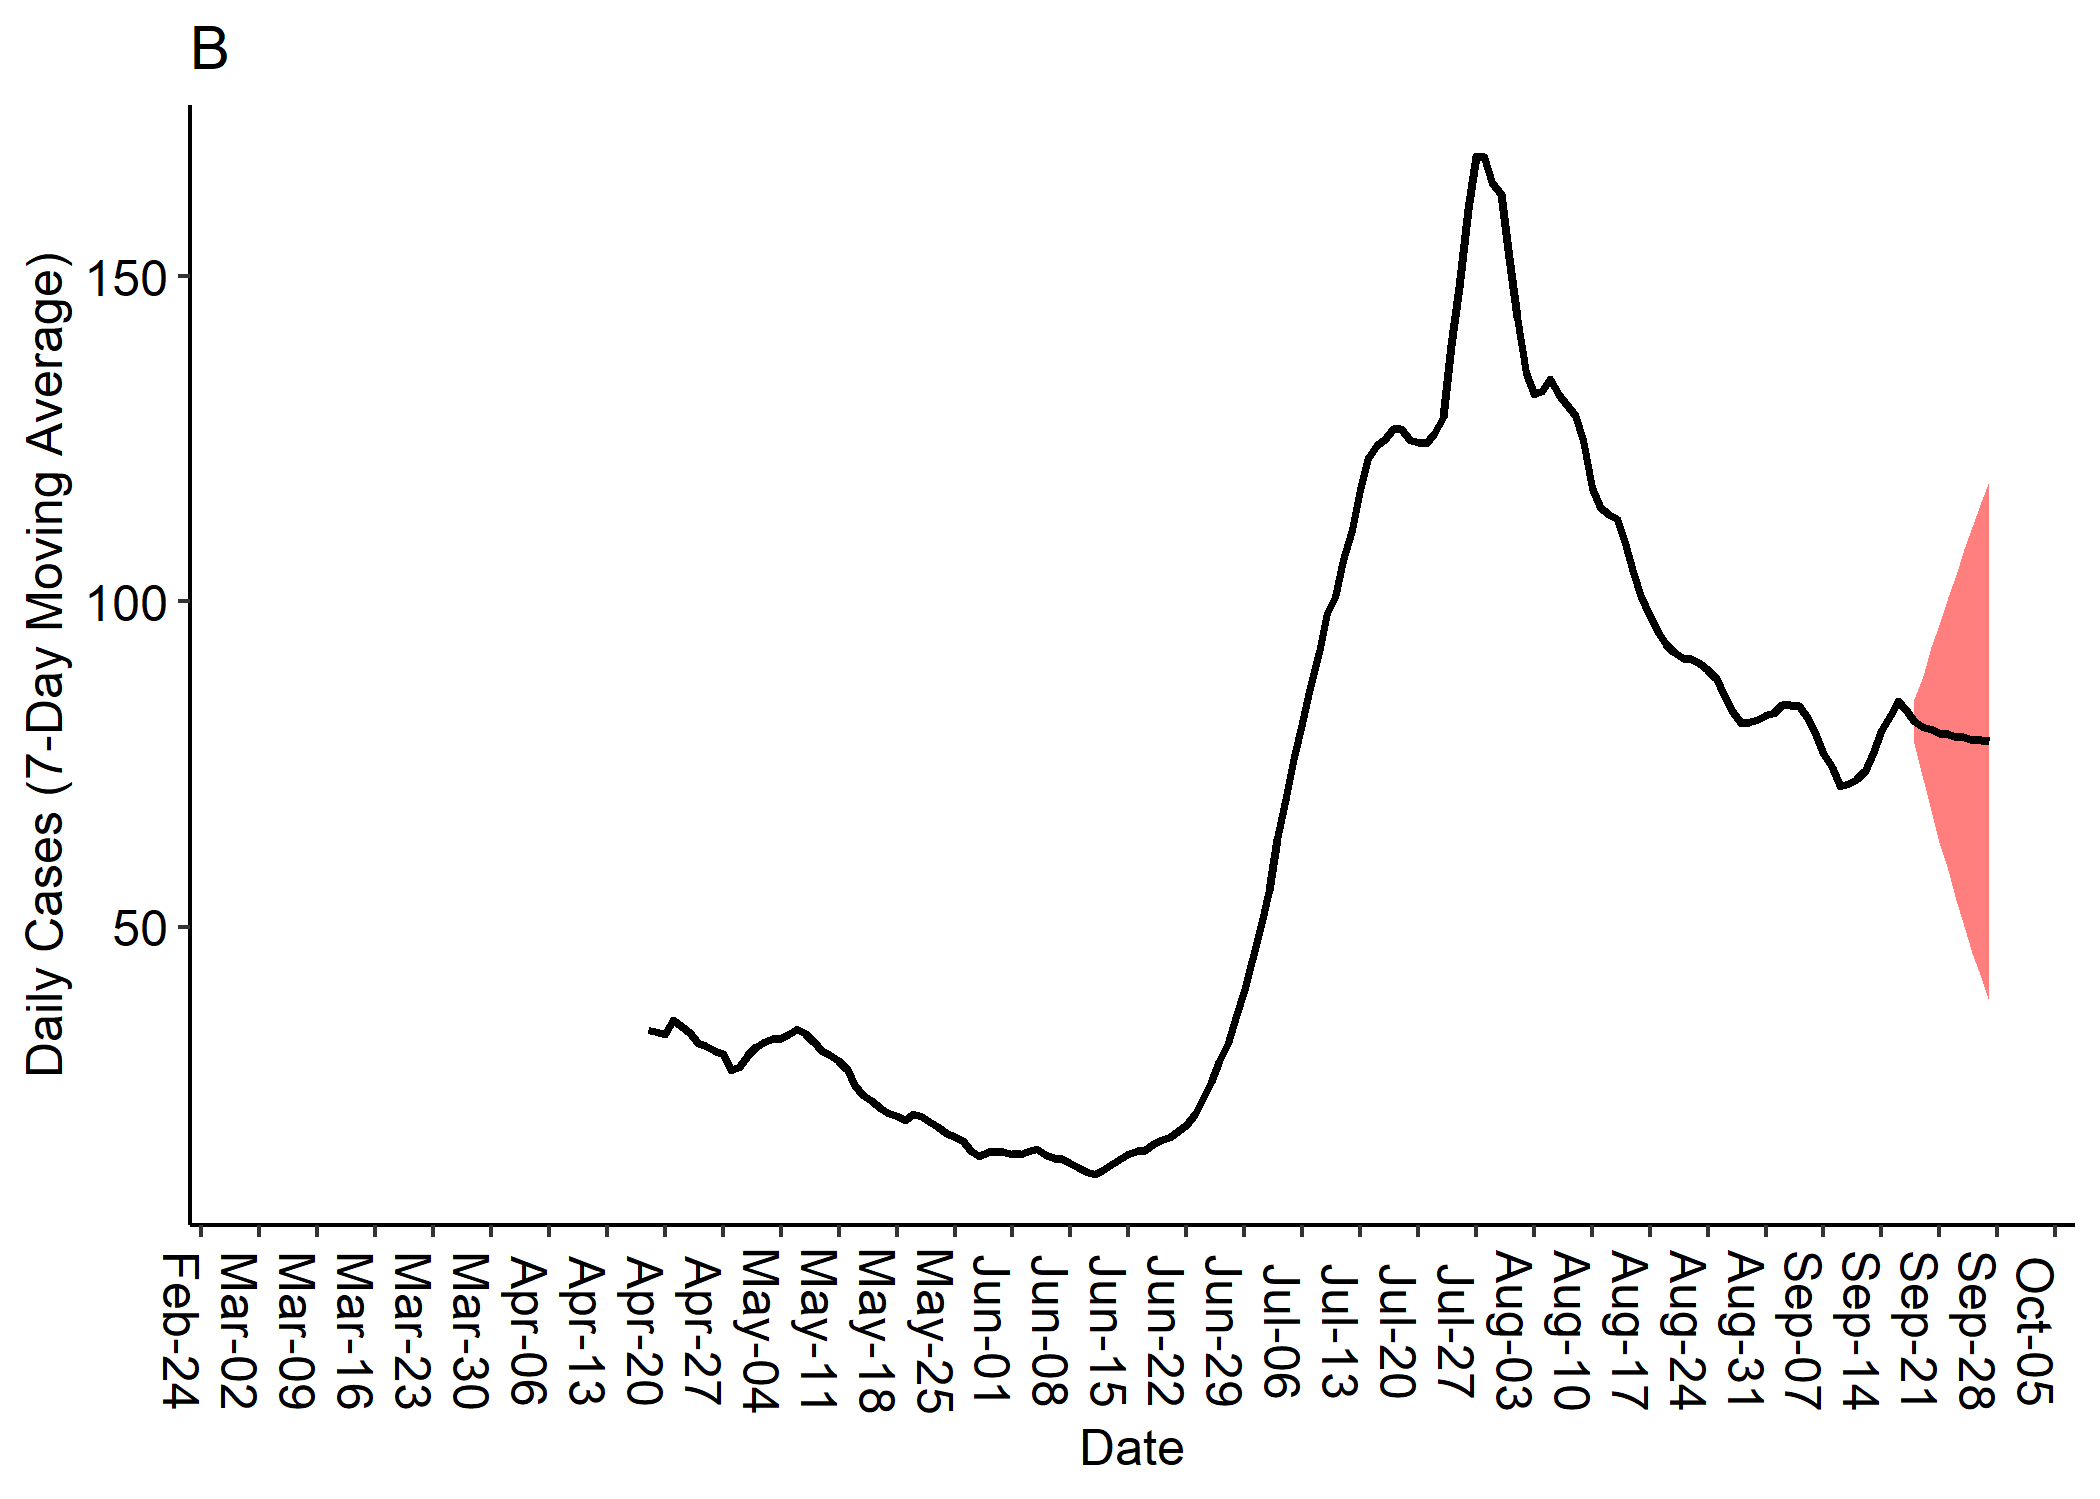 B
Daily Cases (7-Day Moving Average)
150
100
50
Feb-24
Mar-02
Mar-09
Mar-16
Mar-23
Mar-30
Apr-06
Apr-13
Apr-20
Apr-27
May-04
May-11
May-18
May-25
Jun-01
Jun-08
Jun-15
Jun-22
Jun-29
Jul-06
Jul-13
Jul-20
Jul-27
Aug-03
Aug-10
Aug-17
Aug-24
Aug-31
Sep-07
Sep-14
Sep-21
Sep-28
Oct-05
Date